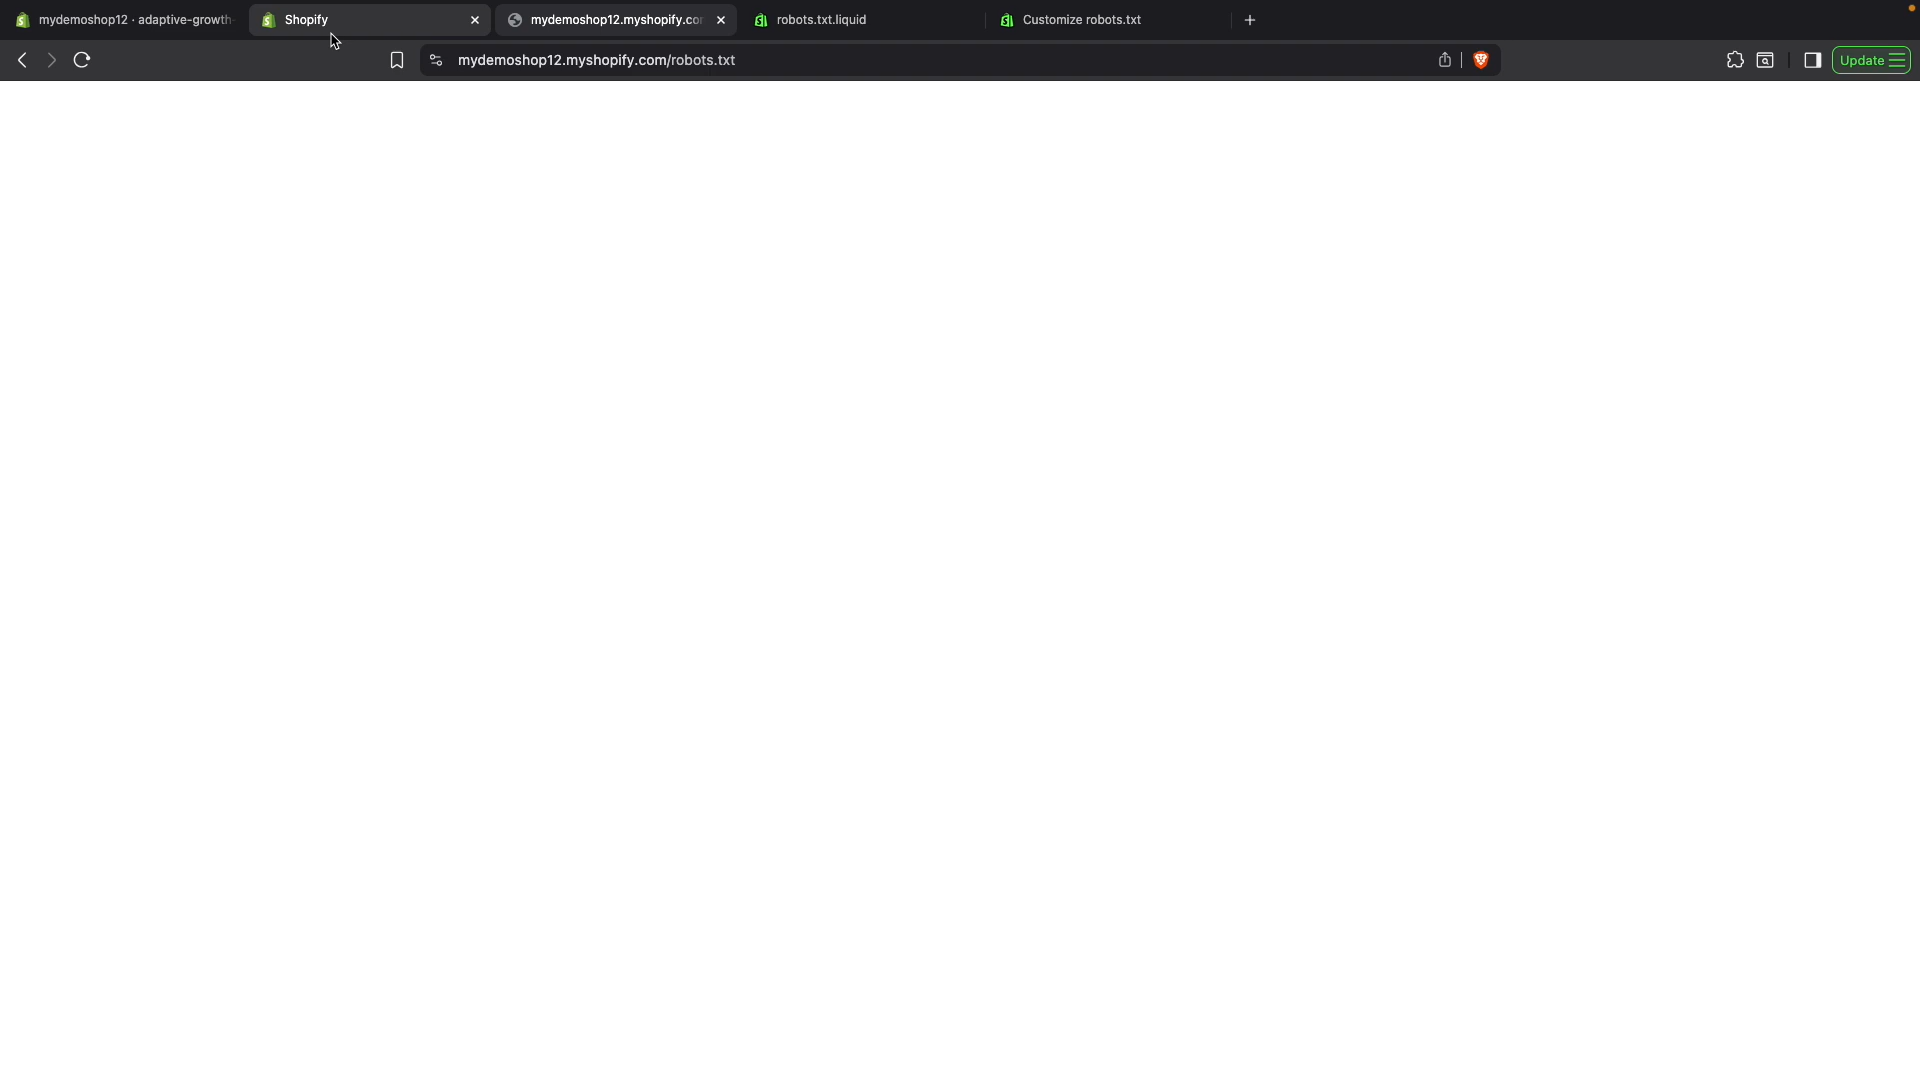 mydemoshop12 · adaptive-growth-
Shopify
mydemoshop12.myshopify.co
robots.txt.liquid
Customize robots.txt
mydemoshop12.myshopify.com/robots.txt
Update